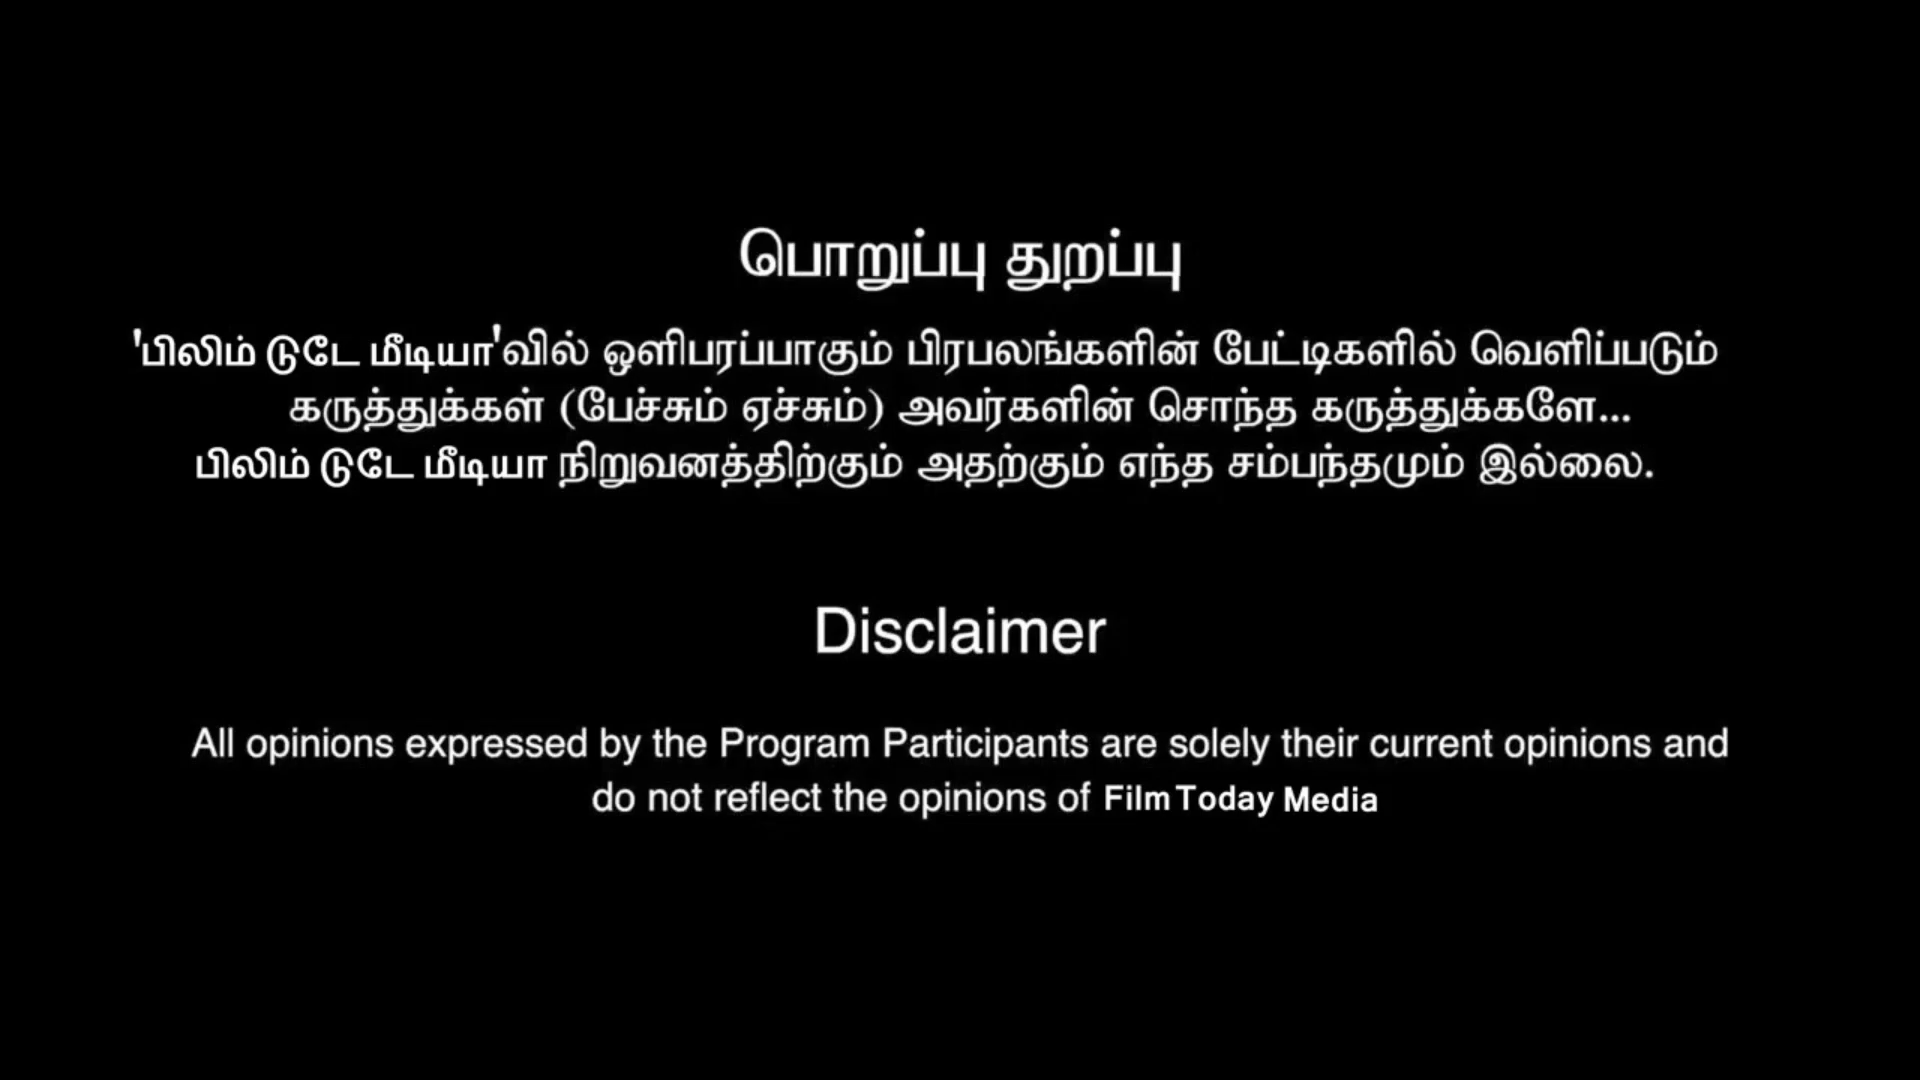 பொறுப்பு துறப்பு
'பிலிம் டுடே மீடியா'வில் ஒளிபரப்பாகும் பிரபலங்களின் பேட்டிகளில் வெளிப்படும்
கருத்துக்கள் (பேச்சும் ஏச்சும்) அவர்களின் சொந்த கருத்துக்களே...
பிலிம் டுடே மீடியா நிறுவனத்திற்கும் அதற்கும் எந்த சம்பந்தமும் இல்லை.
Disclaimer
All opinions expressed by the Program Participants are solely their current opinions and
do not reflect the opinions of Film Today Media